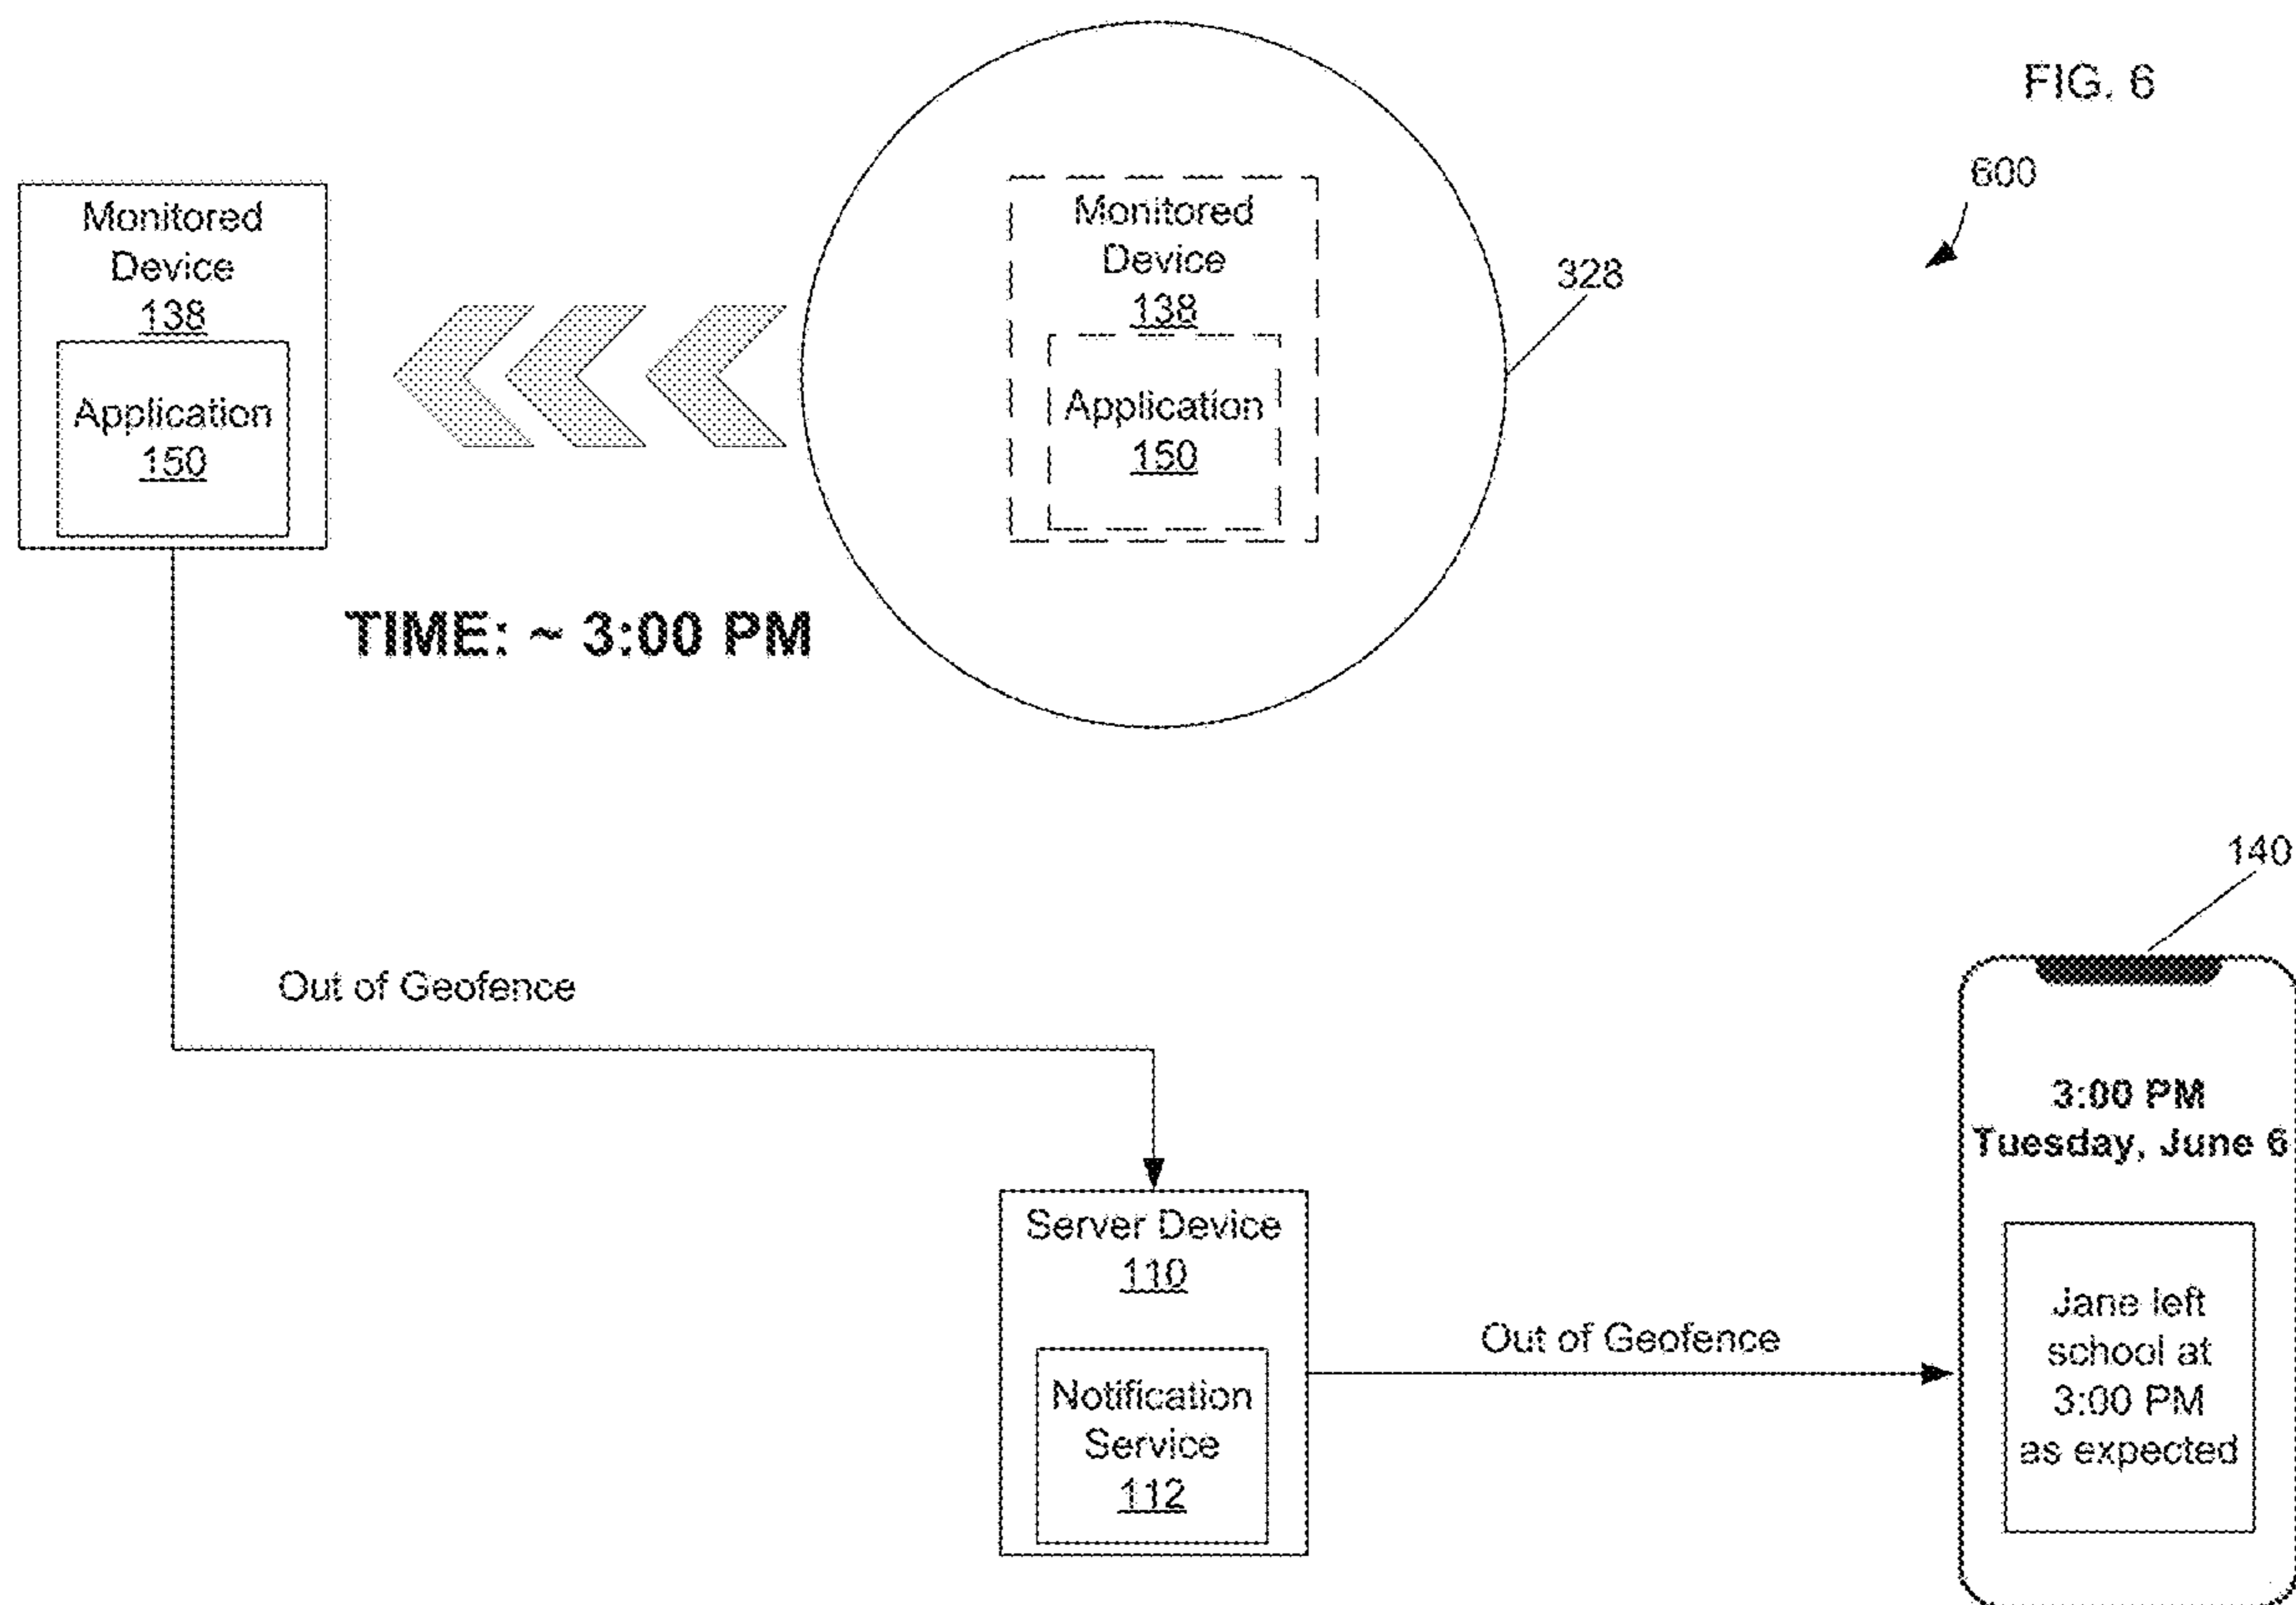 FIG. 6
600
Monitored
Device
138
Application
150
Monitored
Device
138
Application
150
328
TIME: ~ 3:00 PM
Out of Geofence
140
3:00 PM
Tuesday, June 6
Jane left
school at
3:00 PM
as expected
Server Device
110
Notification
Service
112
Out of Geofence